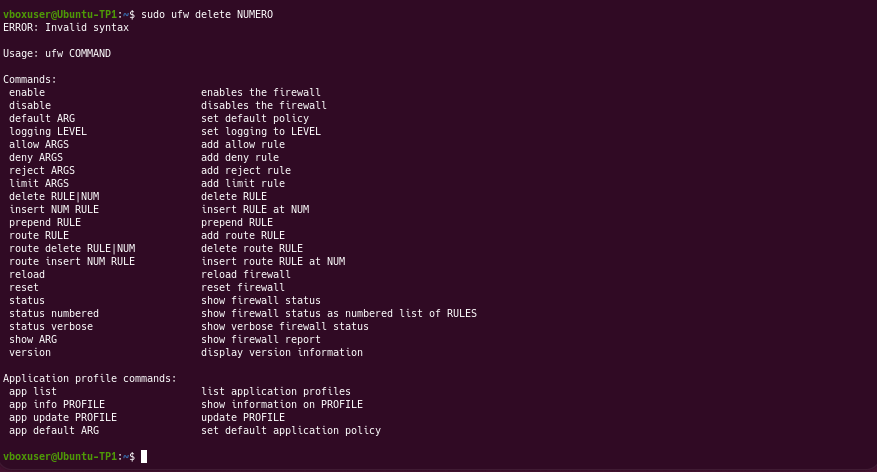 vboxuser@Ubuntu-TP1:~$ sudo ufw delete NUMERO
ERROR: Invalid syntax

Usage: ufw COMMAND

Commands:
 enable                          enables the firewall
 disable                         disables the firewall
 default ARG                     set default policy
 logging LEVEL                   set logging to LEVEL
 allow ARGS                      add allow rule
 deny ARGS                       add deny rule
 reject ARGS                     add reject rule
 limit ARGS                      add limit rule
 delete RULE|NUM                 delete RULE
 insert NUM RULE                 insert RULE at NUM
 prepend RULE                    prepend RULE
 route RULE                      add route RULE
 route delete RULE|NUM           delete route RULE
 route insert NUM RULE           insert route RULE at NUM
 reload                          reload firewall
 reset                           reset firewall
 status                          show firewall status
 status numbered                 show firewall status as numbered list of RULES
 status verbose                  show verbose firewall status
 show ARG                        show firewall report
 version                         display version information

Application profile commands:
 app list                        list application profiles
 app info PROFILE                show information on PROFILE
 app update PROFILE              update PROFILE
 app default ARG                 set default application policy

vboxuser@Ubuntu-TP1:~$